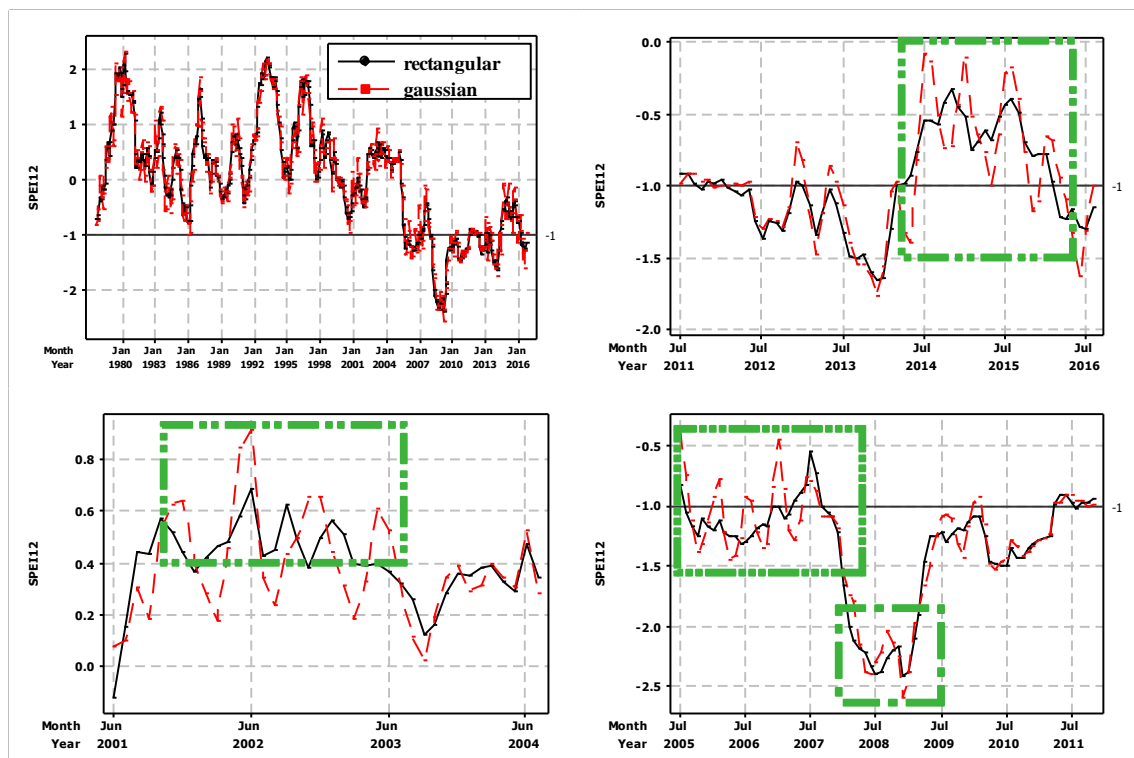 rectangular
gaussian
2
1
0
-1
-2
SPEI12
-1
Month Jan Jan Jan Jan Jan Jan Jan Jan Jan Jan Jan Jan Jan
Year 1980 1983 1986 1989 1992 1995 1998 2001 2004 2007 2010 2013 2016
0.0
-0.5
-1.0
-1.5
-2.0
SPEI12
-1
Month Jul Jul Jul Jul Jul Jul
Year 2011 2012 2013 2014 2015 2016
0.8
0.6
0.4
0.2
0.0
SPEI12
Month Jun Jun Jun Jun
Year 2001 2002 2003 2004
-0.5
-1.0
-1.5
-2.0
-2.5
SPEI12
-1
Month Jul Jul Jul Jul Jul Jul Jul
Year 2005 2006 2007 2008 2009 2010 2011